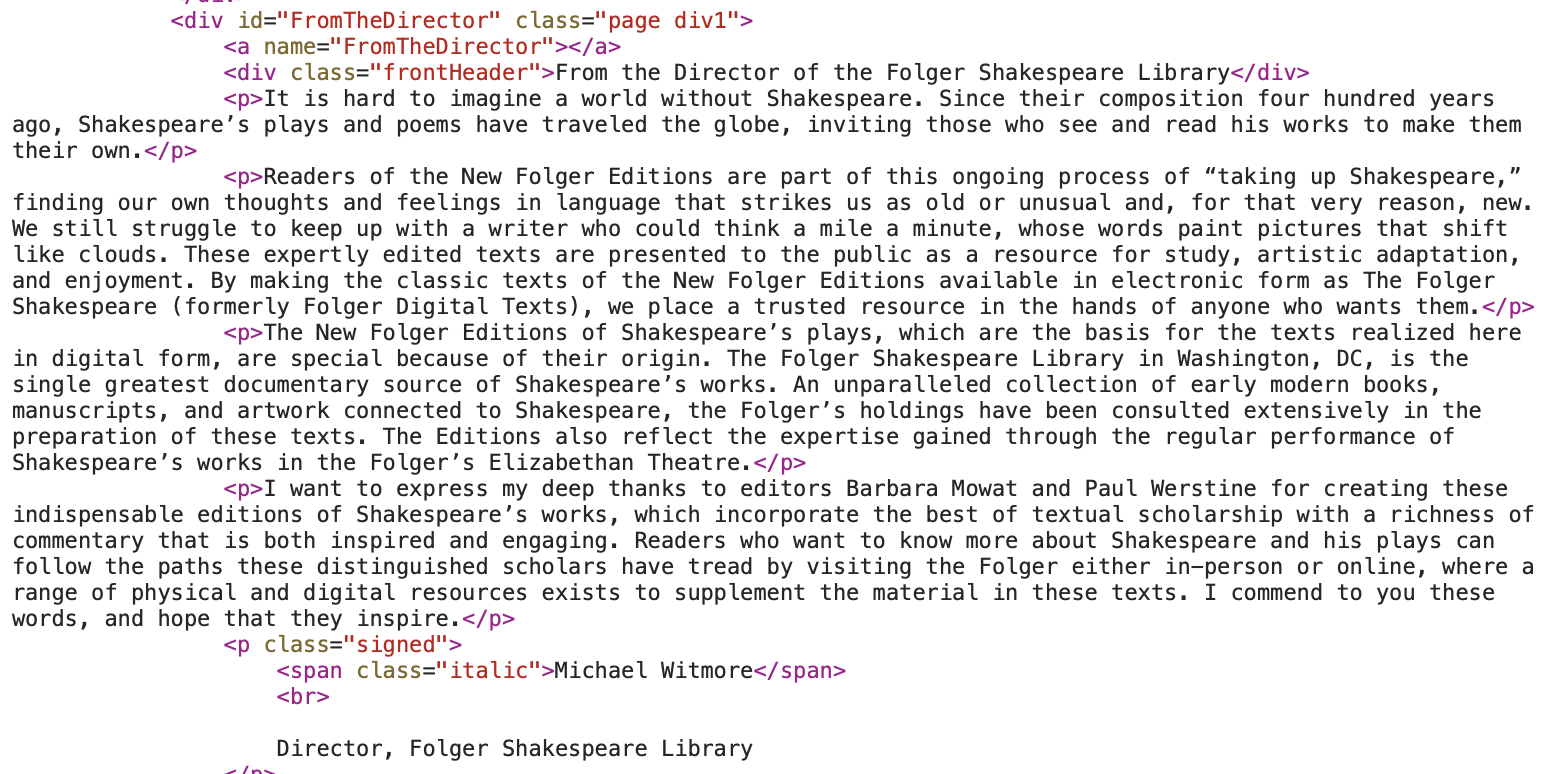 </div>
<div id="FromTheDirector" class="page div1">
<a name="FromTheDirector"></a>
<div class="frontHeader">From the Director of the Folger Shakespeare Library</div>
<p>It is hard to imagine a world without Shakespeare. Since their composition four hundred years
ago, Shakespeare’s plays and poems have traveled the globe, inviting those who see and read his works to make them
their own.</p>
<p>Readers of the New Folger Editions are part of this ongoing process of “taking up Shakespeare,”
finding our own thoughts and feelings in language that strikes us as old or unusual and, for that very reason, new.
We still struggle to keep up with a writer who could think a mile a minute, whose words paint pictures that shift
like clouds. These expertly edited texts are presented to the public as a resource for study, artistic adaptation,
and enjoyment. By making the classic texts of the New Folger Editions available in electronic form as The Folger
Shakespeare (formerly Folger Digital Texts), we place a trusted resource in the hands of anyone who wants them.</p>
<p>The New Folger Editions of Shakespeare’s plays, which are the basis for the texts realized here
in digital form, are special because of their origin. The Folger Shakespeare Library in Washington, DC, is the
single greatest documentary source of Shakespeare’s works. An unparalleled collection of early modern books,
manuscripts, and artwork connected to Shakespeare, the Folger’s holdings have been consulted extensively in the
preparation of these texts. The Editions also reflect the expertise gained through the regular performance of
Shakespeare’s works in the Folger’s Elizabethan Theatre.</p>
<p>I want to express my deep thanks to editors Barbara Mowat and Paul Werstine for creating these
indispensable editions of Shakespeare’s works, which incorporate the best of textual scholarship with a richness of
commentary that is both inspired and engaging. Readers who want to know more about Shakespeare and his plays can
follow the paths these distinguished scholars have tread by visiting the Folger either in-person or online, where a
range of physical and digital resources exists to supplement the material in these texts. I commend to you these
words, and hope that they inspire.</p>
<p class="signed">
<span class="italic">Michael Witmore</span>
<br>
Director, Folger Shakespeare Library
</p>